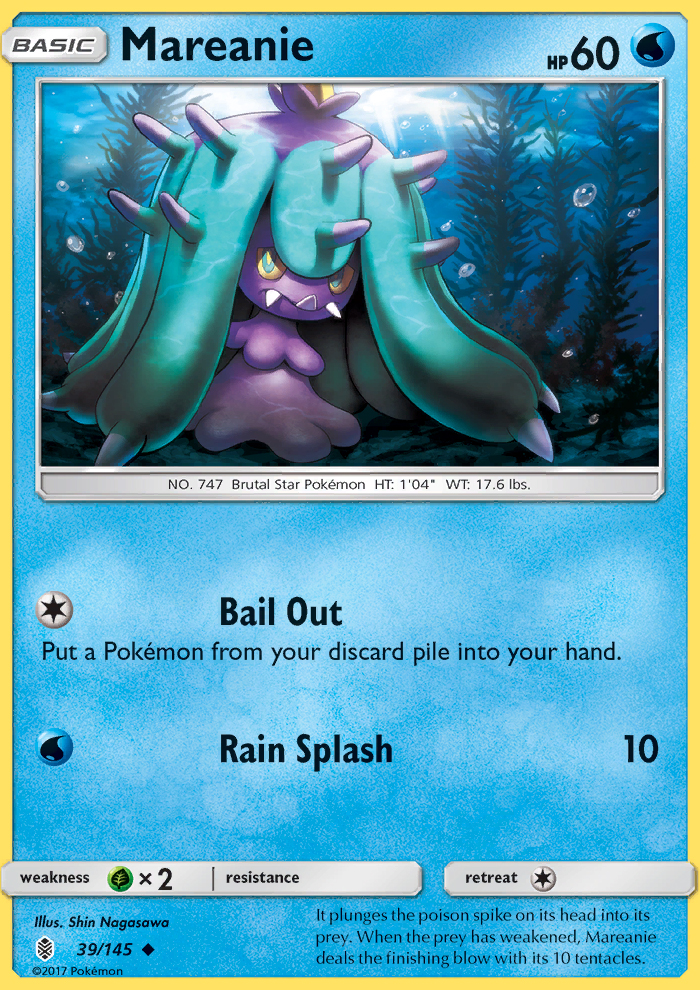 BASIC Mareanie HP 60
NO. 747 Brutal Star Pokémon HT: 1'04" WT: 17.6 lbs.
Bail Out
Put a Pokémon from your discard pile into your hand.
Rain Splash 10
weakness ×2 resistance retreat
Illus. Shin Nagasawa
39/145
©2017 Pokémon
It plunges the poison spike on its head into its
prey. When the prey has weakened, Mareanie
deals the finishing blow with its 10 tentacles.